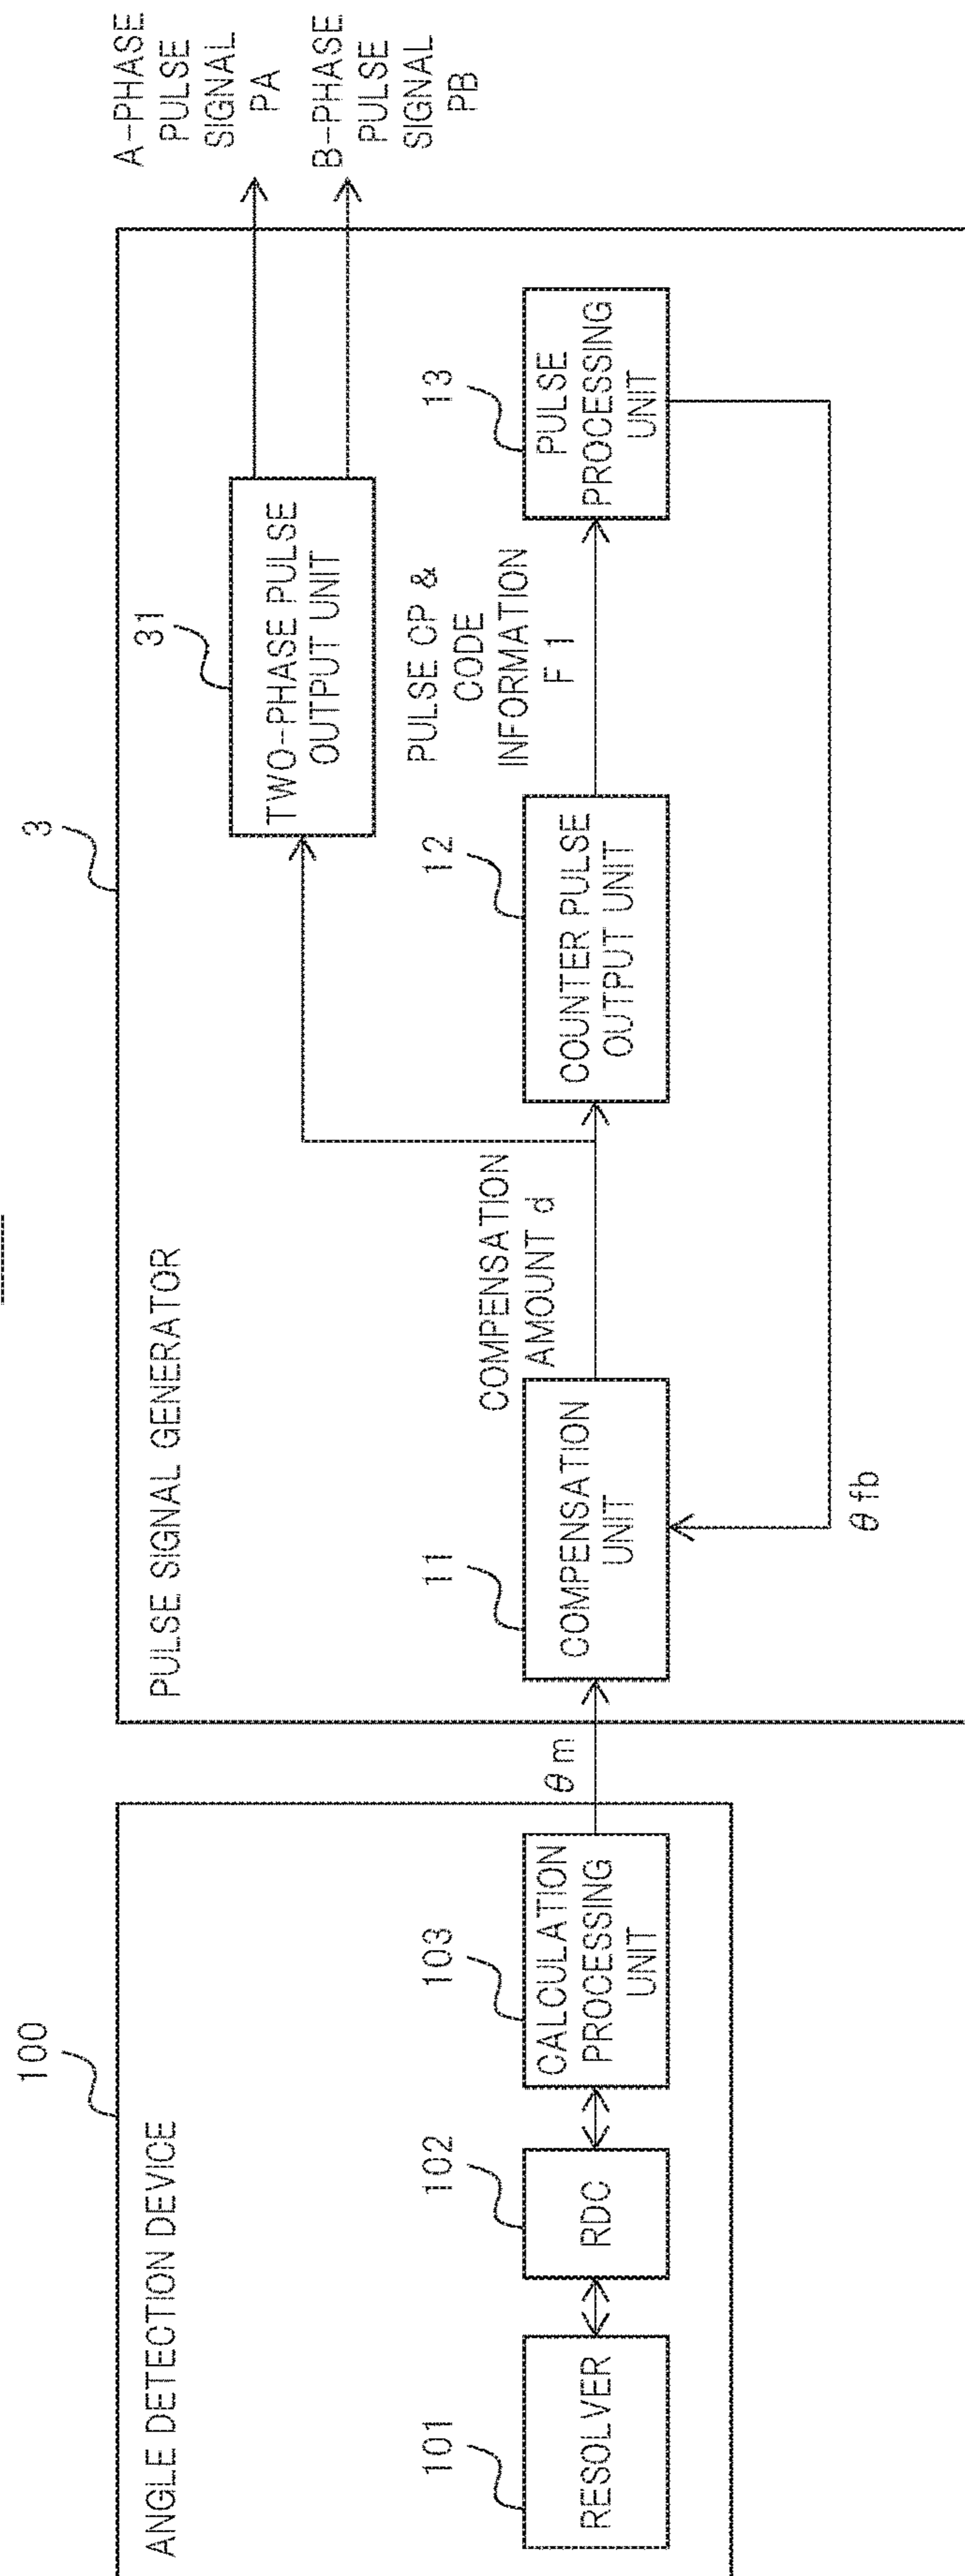 100
ANGLE DETECTION DEVICE
101
RESOLVER
102
RDC
103
CALCULATION
PROCESSING
UNIT
θm
3
PULSE SIGNAL GENERATOR
11
COMPENSATION
UNIT
COMPENSATION
AMOUNT d
12
COUNTER PULSE
OUTPUT UNIT
31
TWO-PHASE PULSE
OUTPUT UNIT
PULSE CP &
CODE
INFORMATION
F1
13
PULSE
PROCESSING
UNIT
θfb
A-PHASE
PULSE
SIGNAL
PA
B-PHASE
PULSE
SIGNAL
PB